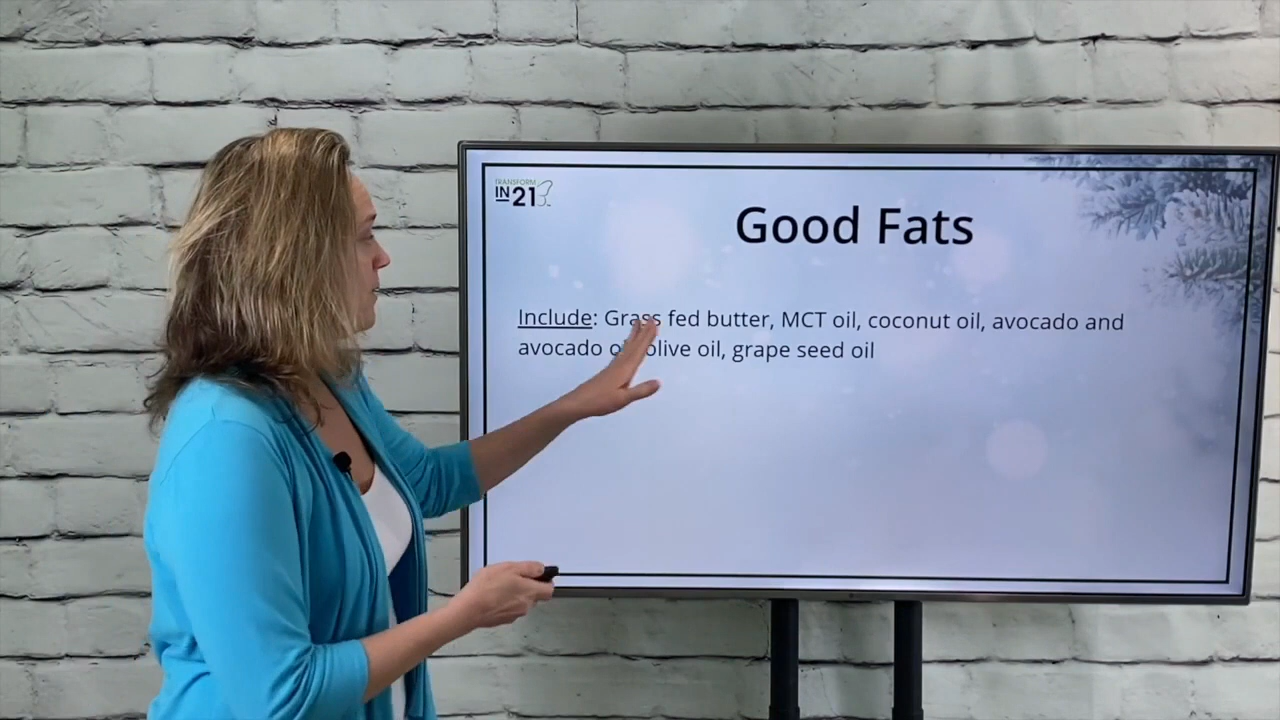 TRANSFORM
IN 21
Good Fats
Include: Grass fed butter, MCT oil, coconut oil, avocado and
avocado olive oil, grape seed oil